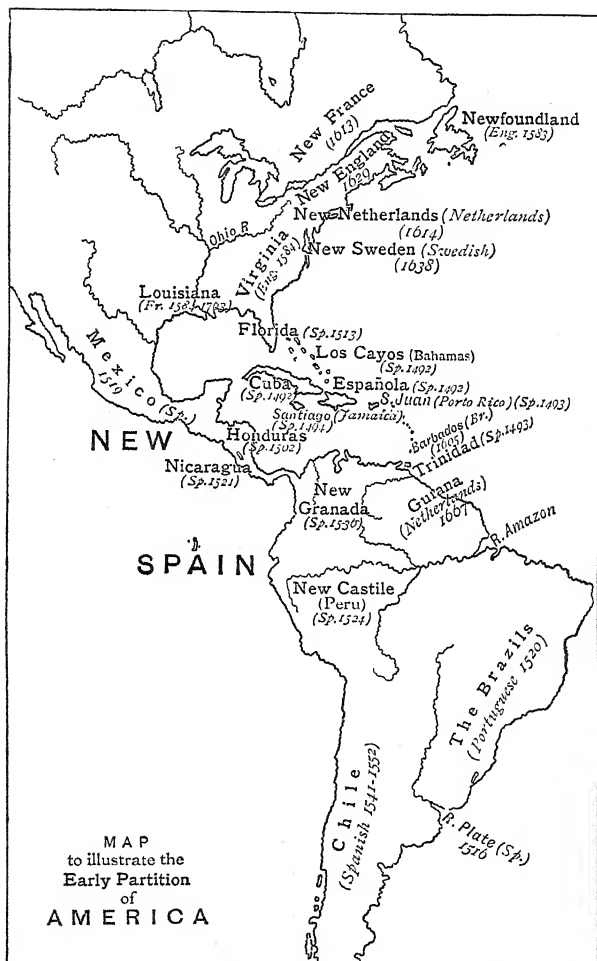 New France
(1613)
Newfoundland
(Eng. 1583)
New England
1620
New Netherlands (Netherlands)
(1614)
Ohio R
Virginia
(Eng. 1584)
New Sweden (Swedish)
(1638)
Louisiana
Florida (Sp. 1513)
Los Cayos (Bahamas)
(Sp. 1492)
Mexico (Sp.)
1519
Cuba
(Sp. 1492)
Española (Sp. 1492)
S. Juan (Porto Rico) (Sp. 1493)
Santiago (Jamaica)
(Sp. 1494)
Barbados (Br.)
(1605)
Trinidad (Sp. 1493)
NEW
Honduras
(Sp. 1502)
Nicaragua
(Sp. 1521)
New
Granada
(Sp. 1536)
Guiana
(Netherlands)
1667
R. Amazon
SPAIN
New Castile
(Peru)
(Sp. 1524)
The Brazils
(Portuguese 1520)
Chile
(Spanish 1541-1552)
R. Plate (Sp.)
1516
MAP
to illustrate the
Early Partition
of
AMERICA